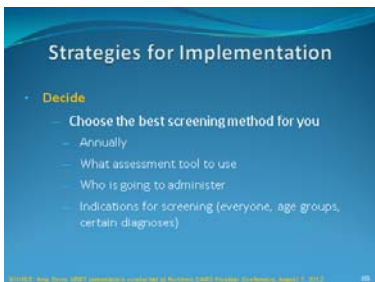 Strategies for Implementation
• Decide
– Choose the best screening method for you
– Annually
– What assessment tool to use
– Who is going to administer
– Indications for screening (everyone, age groups,
certain diagnoses)